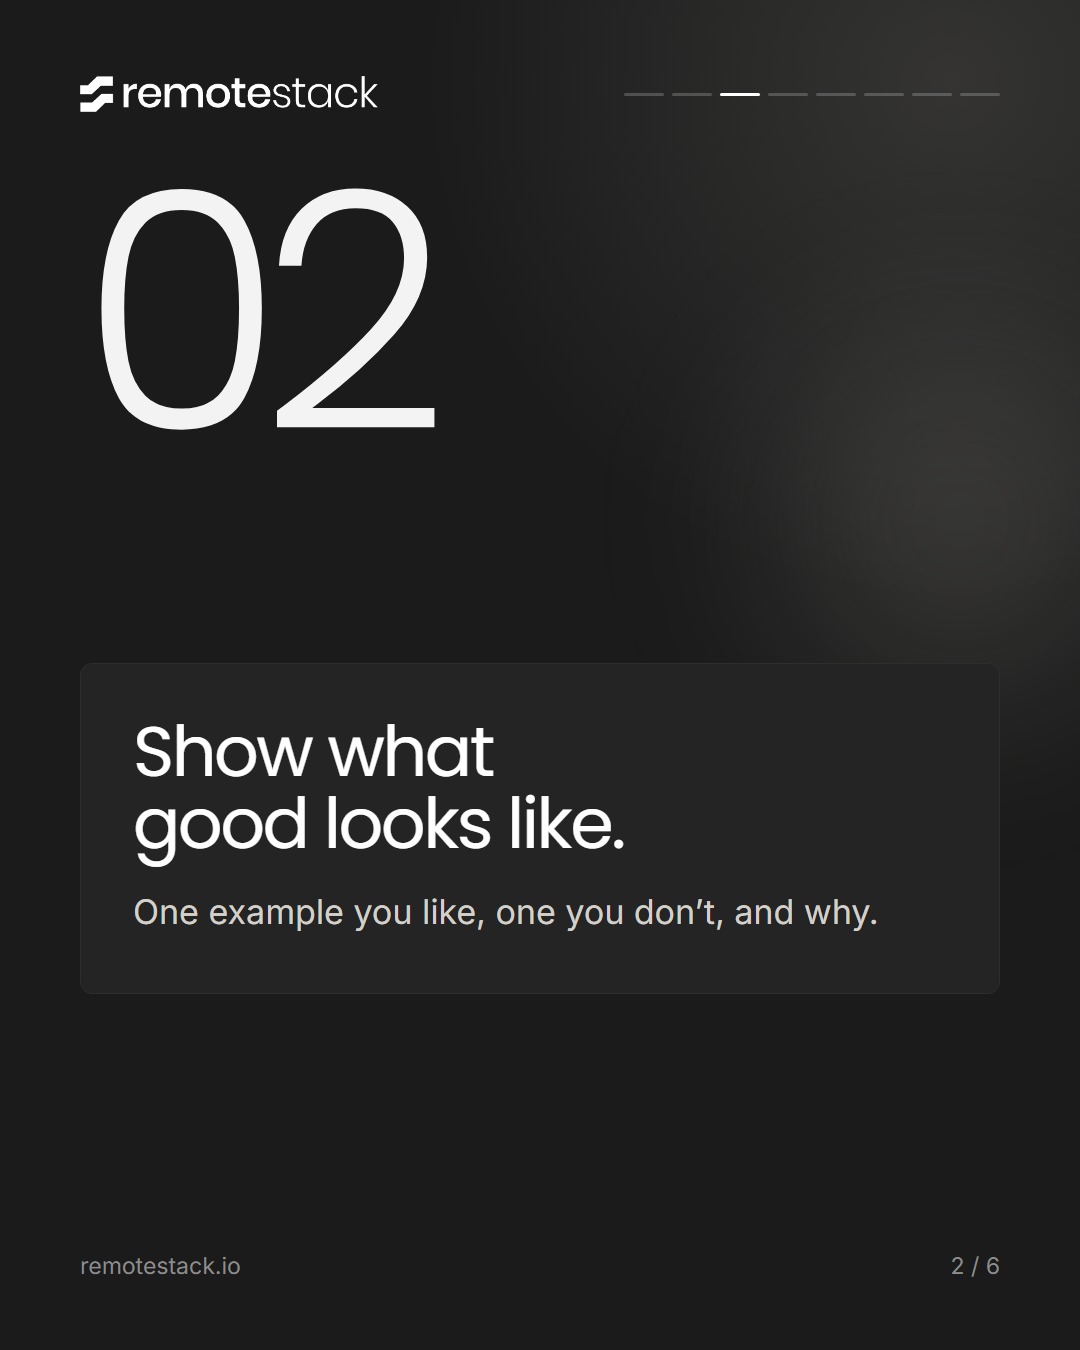 remotestack
02
Show what
good looks like.
One example you like, one you don’t, and why.
remotestack.io
2 / 6